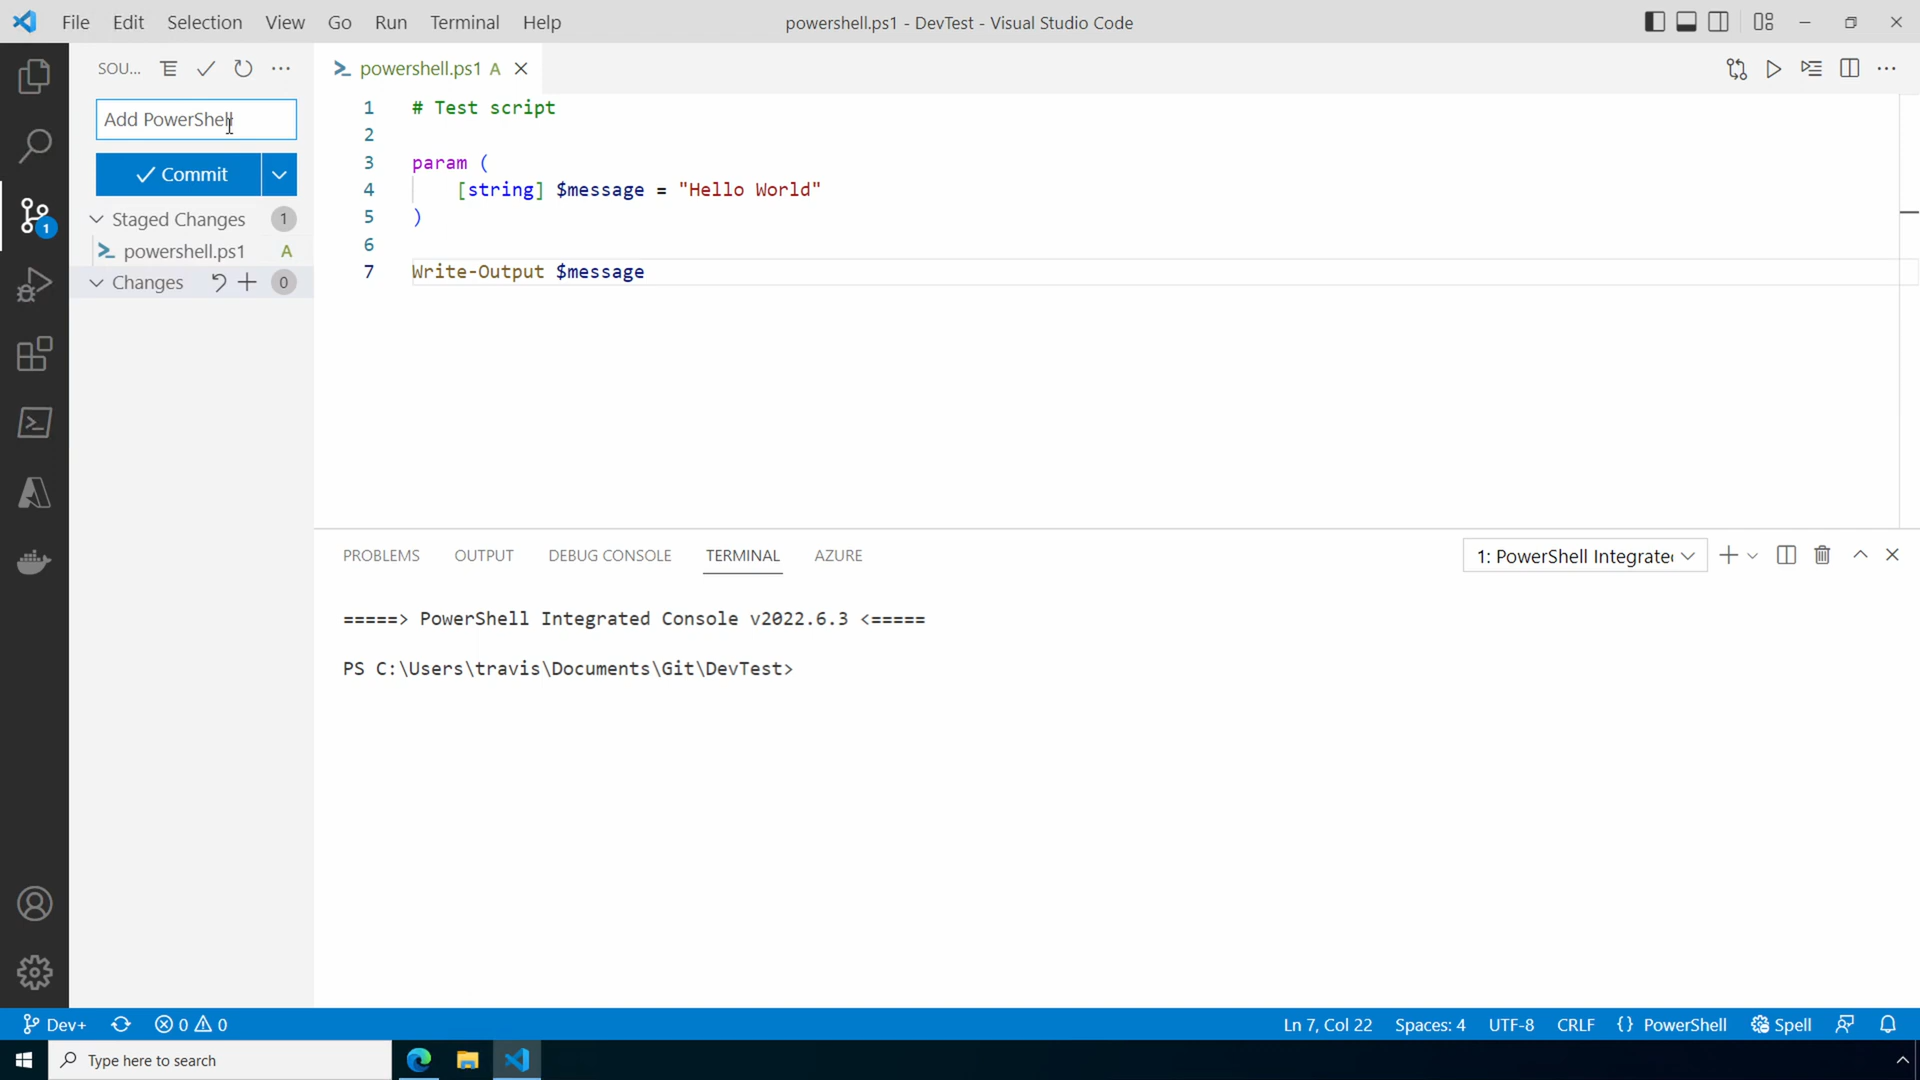 File Edit Selection View Go Run Terminal Help
powershell.ps1 - DevTest - Visual Studio Code
SOU...
powershell.ps1 A
Add PowerShell
Commit
Staged Changes 1
powershell.ps1 A
Changes 0
1
1 # Test script
2
3 param (
4 [string] $message = "Hello World"
5 )
6
7 Write-Output $message
PROBLEMS OUTPUT DEBUG CONSOLE TERMINAL AZURE
1: PowerShell Integrate
=====> PowerShell Integrated Console v2022.6.3 <=====
PS C:\Users\travis\Documents\Git\DevTest>
Dev+ 0 0 Ln 7, Col 22 Spaces: 4 UTF-8 CRLF {} PowerShell Spell
Type here to search